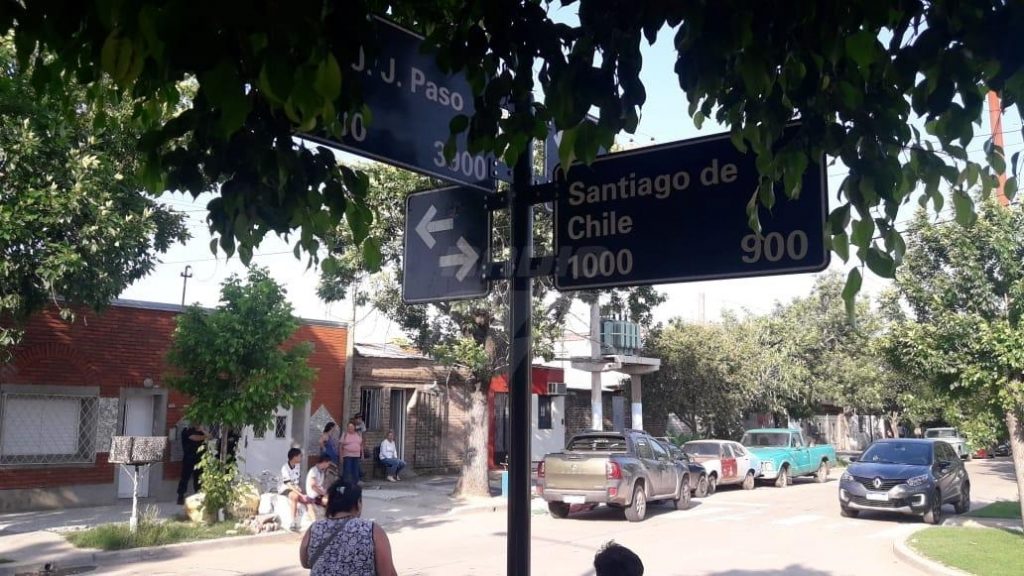 J. J. Paso
3900
Santiago de
Chile
1000 900